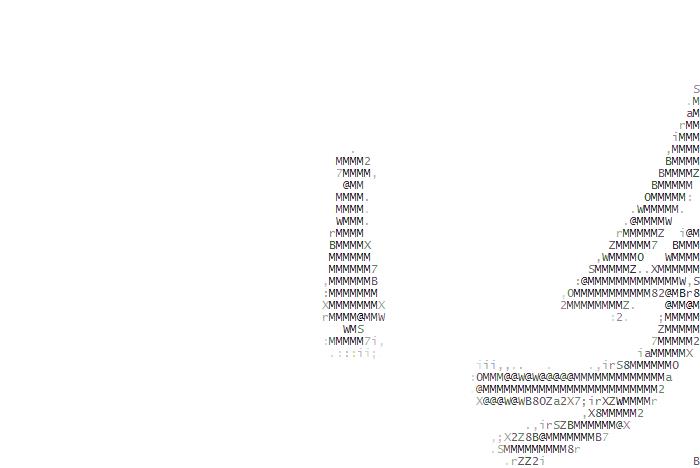 S
.M
aM
rMM
iMMM
. ,MMMM
MMMM2 BMMMM
7MMMM, BMMMMZ
@MM BMMMMM
MMMM. OMMMMM:
MMMM. .WMMMMM.
WMMM. .@MMMMW
rMMMM rMMMMMZ i@M
BMMMMX ZMMMMM7 BMMM
MMMMMM ,WMMMMO WMMMM
MMMMMM7 SMMMMMZ..XMMMMMM
,MMMMMMB :@MMMMMMMMMMMMMW,S
:MMMMMMM ,OMMMMMMMMMMM82@MBr8
XMMMMMMMX 2MMMMMMMMZ. @MM@M
rMMMM@MMW :2. ;MMMMM
WMS ZMMMMM
:MMMMM7i, 7MMMMM2
.:::ii; iaMMMMMX
iii,,.. . .,irS8MMMMMMO
:OMMM@@W@W@@@@@MMMMMMMMMMMMMa
@MMMMMMMMMMMMMMMMMMMMMMMMM2
X@@@W@WB8OZa2X7;irXZWMMMMr
,X8MMMMM2
.,irSZBMMMMMM@X
,;X2Z8B@MMMMMMMB7
.SMMMMMMMMM8r
.rZZ2i B